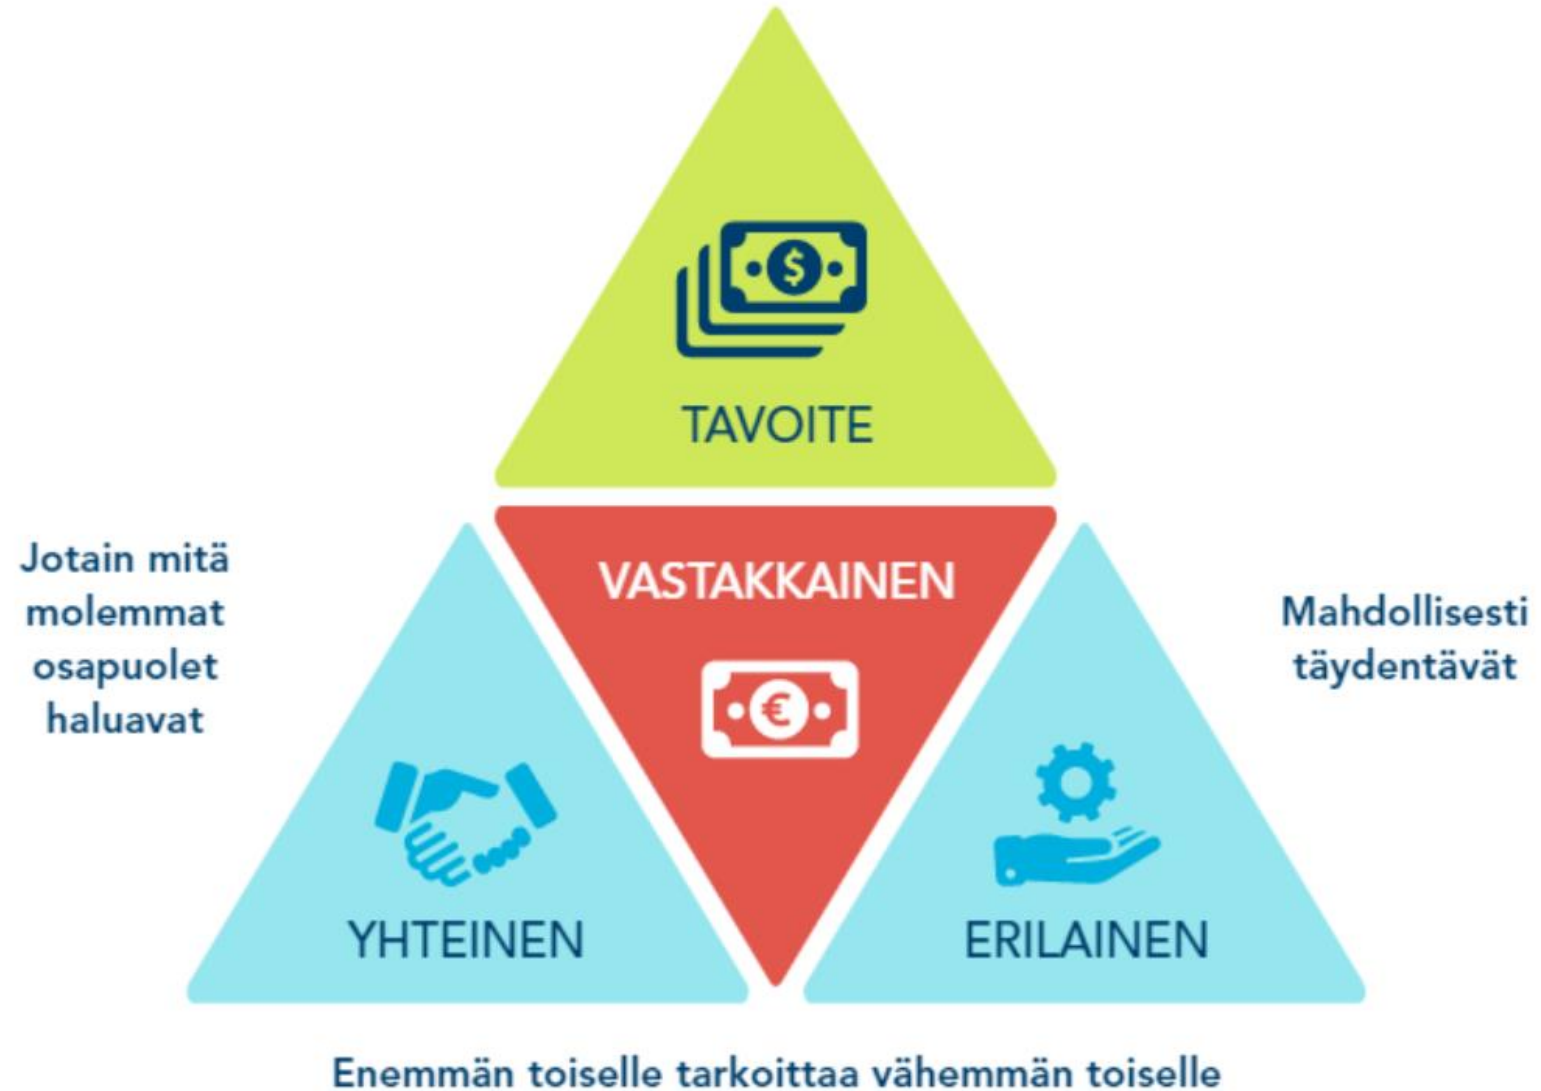 $
TAVOITE
VASTAKKAINEN
€
Jotain mitä
molemmat
osapuolet
haluavat
Mahdollisesti
täydentävät
YHTEINEN
ERILAINEN
Enemmän toiselle tarkoittaa vähemmän toiselle